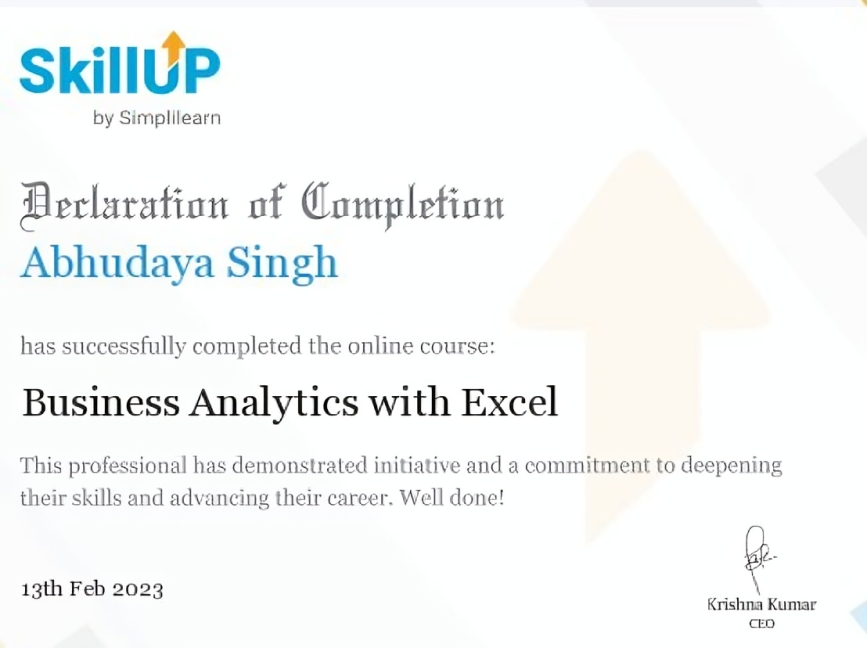 SkillUP
by Simplilearn
Declaration of Completion
Abhudaya Singh
has successfully completed the online course:
Business Analytics with Excel
This professional has demonstrated initiative and a commitment to deepening
their skills and advancing their career. Well done!
13th Feb 2023
Krishna Kumar
CEO